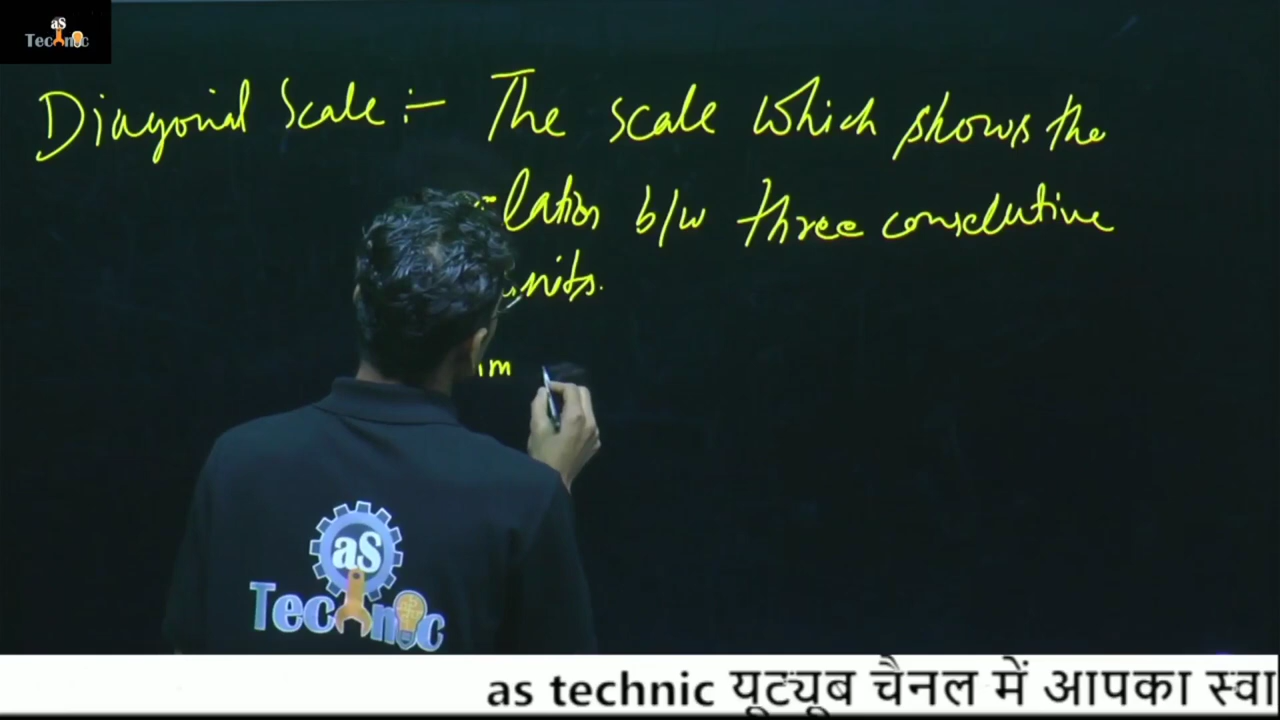 as
Technic
Diagonal Scale :- The scale which shows the
lation b/w three consecutive
units.
1m
aS
Technic
as technic यूट्यूब चैनल में आपका स्वा